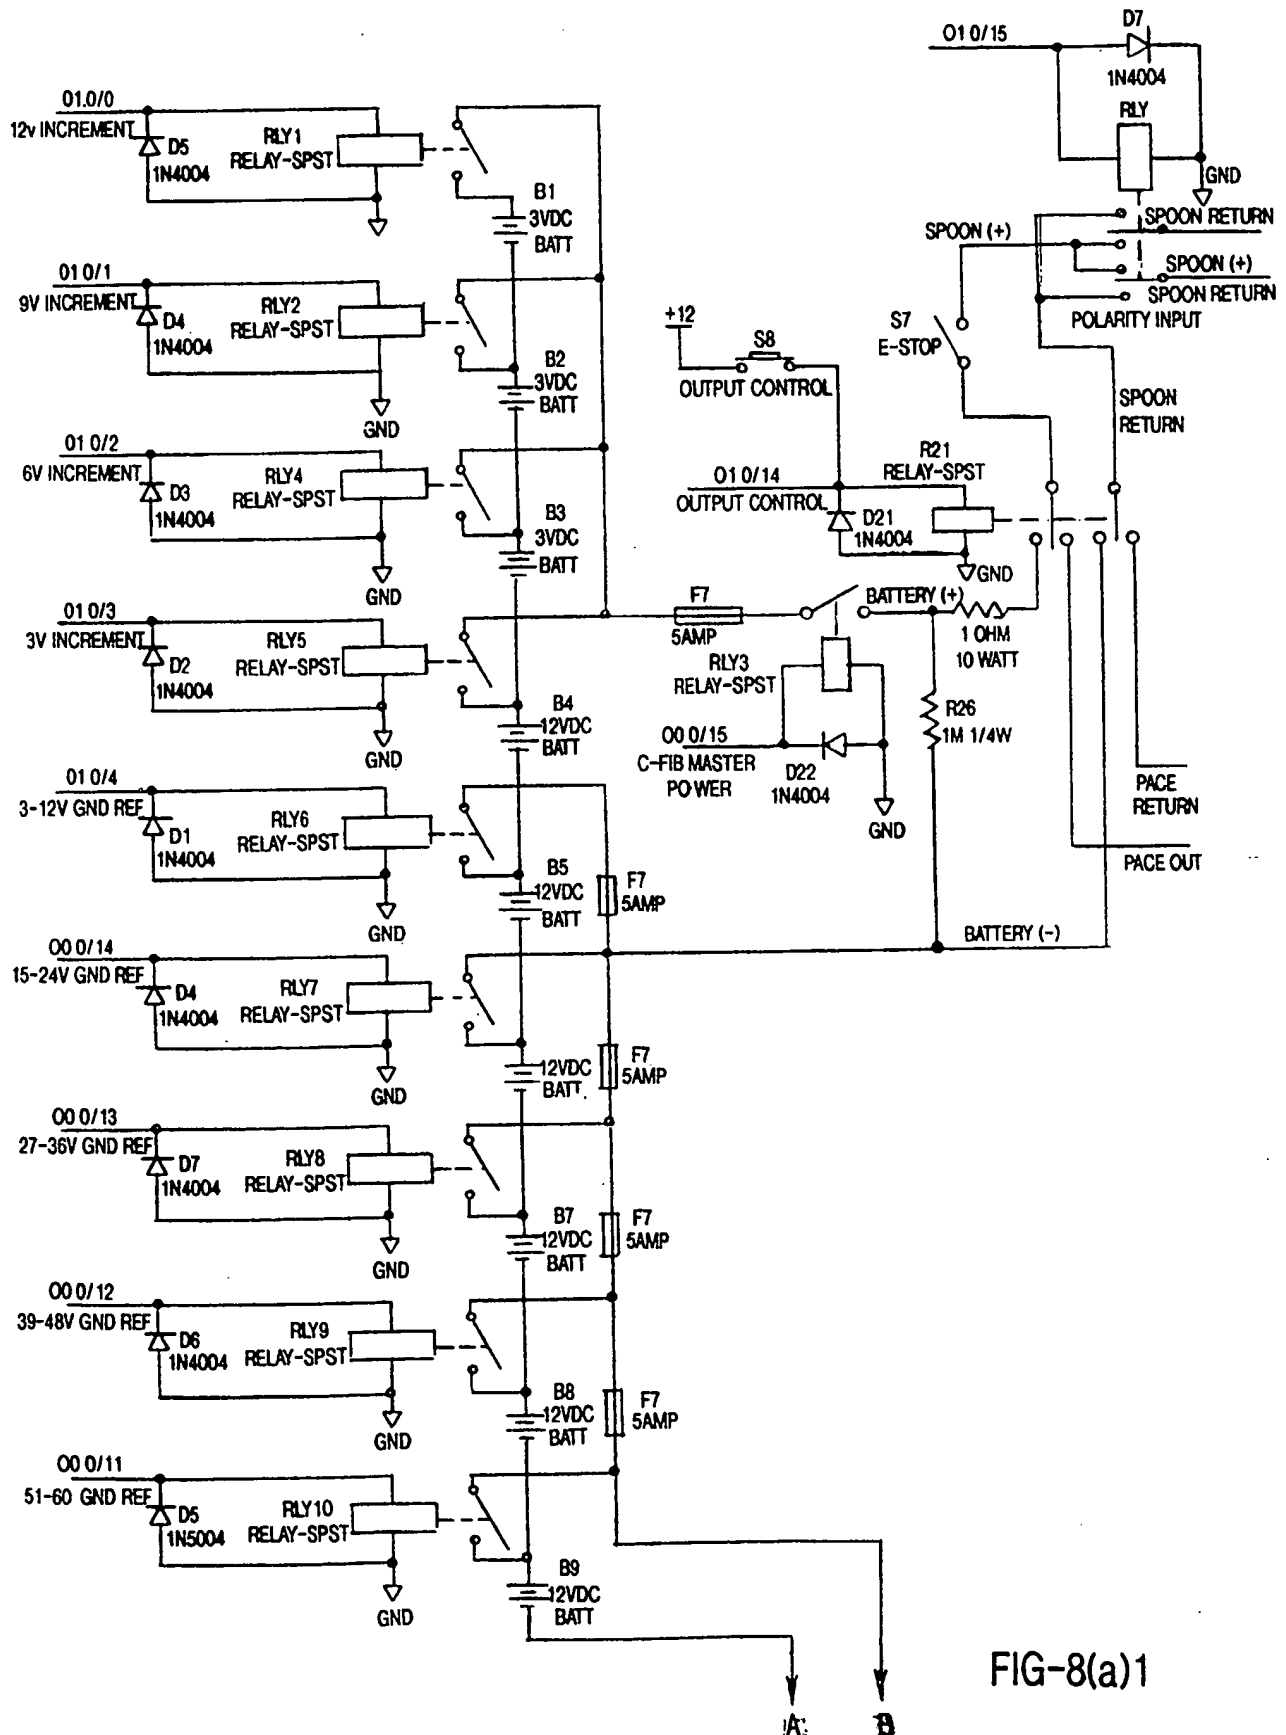 O1 0/15
D7
1N4004
RLY
GND
SPOON RETURN
SPOON (+)
SPOON (+)
SPOON RETURN
POLARITY INPUT
01.0/0
12v INCREMENT
D5
1N4004
RLY1
RELAY-SPST
B1
3VDC
BATT
01 0/1
9V INCREMENT
D4
1N4004
RLY2
RELAY-SPST
GND
B2
3VDC
BATT
+12
S8
OUTPUT CONTROL
S7
E-STOP
SPOON
RETURN
01 0/2
6V INCREMENT
D3
1N4004
RLY4
RELAY-SPST
GND
B3
3VDC
BATT
O1 0/14
OUTPUT CONTROL
D21
1N4004
R21
RELAY-SPST
GND
01 0/3
3V INCREMENT
D2
1N4004
RLY5
RELAY-SPST
GND
B4
12VDC
BATT
F7
5AMP
BATTERY (+)
1 OHM
10 WATT
RLY3
RELAY-SPST
R26
1M 1/4W
O0 0/15
C-FIB MASTER
POWER
D22
1N4004
GND
PACE
RETURN
PACE OUT
01 0/4
3-12V GND REF
D1
1N4004
RLY6
RELAY-SPST
GND
B5
12VDC
BATT
F7
5AMP
BATTERY (-)
O0 0/14
15-24V GND REF
D4
1N4004
RLY7
RELAY-SPST
GND
12VDC
BATT
F7
5AMP
O0 0/13
27-36V GND REF
D7
1N4004
RLY8
RELAY-SPST
GND
B7
12VDC
BATT
F7
5AMP
O0 0/12
39-48V GND REF
D6
1N4004
RLY9
RELAY-SPST
GND
B8
12VDC
BATT
F7
5AMP
O0 0/11
51-60 GND REF
D5
1N5004
RLY10
RELAY-SPST
GND
B9
12VDC
BATT
A
B
FIG-8(a)1